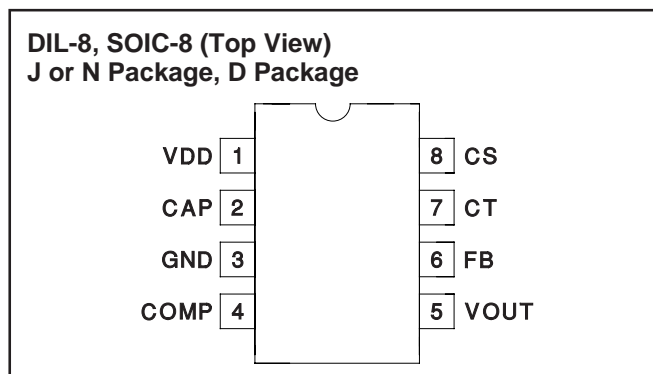 DIL-8, SOIC-8 (Top View)
J or N Package, D Package
VDD 1 8 CS
CAP 2 7 CT
GND 3 6 FB
COMP 4 5 VOUT